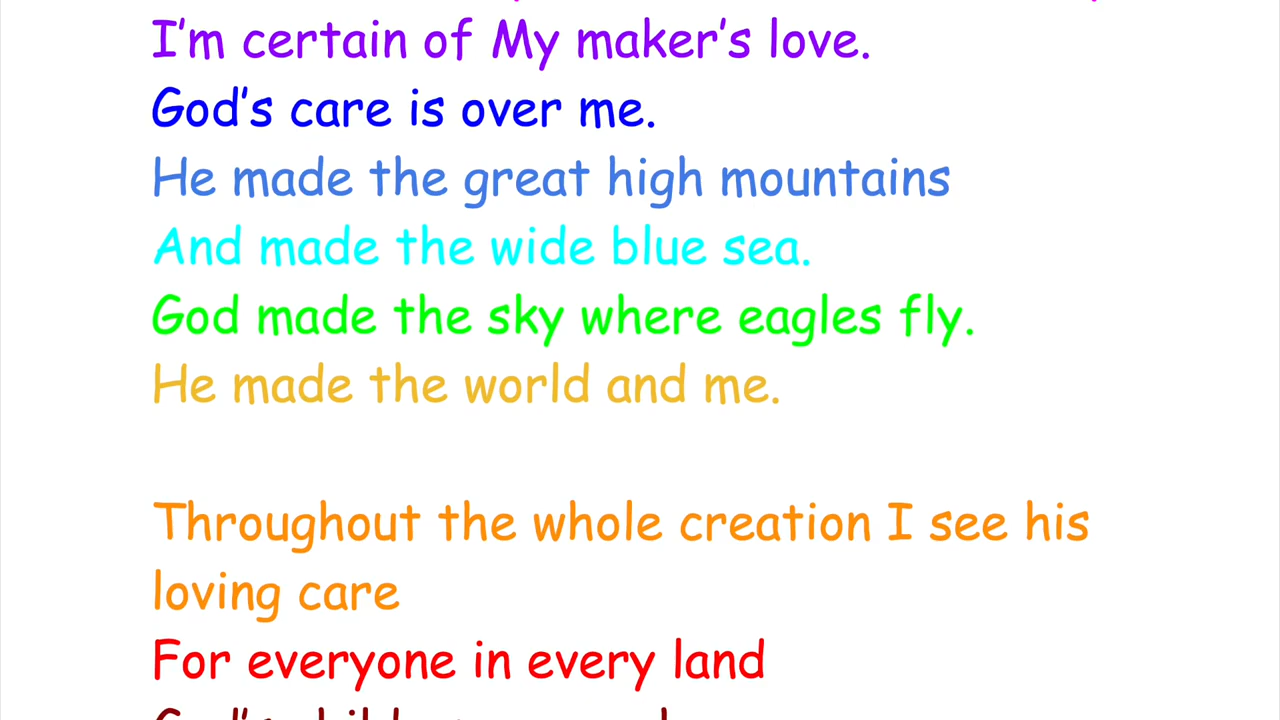 I'm certain of My maker's love.
God's care is over me.
He made the great high mountains
And made the wide blue sea.
God made the sky where eagles fly.
He made the world and me.
Throughout the whole creation I see his
loving care
For everyone in every land
God's